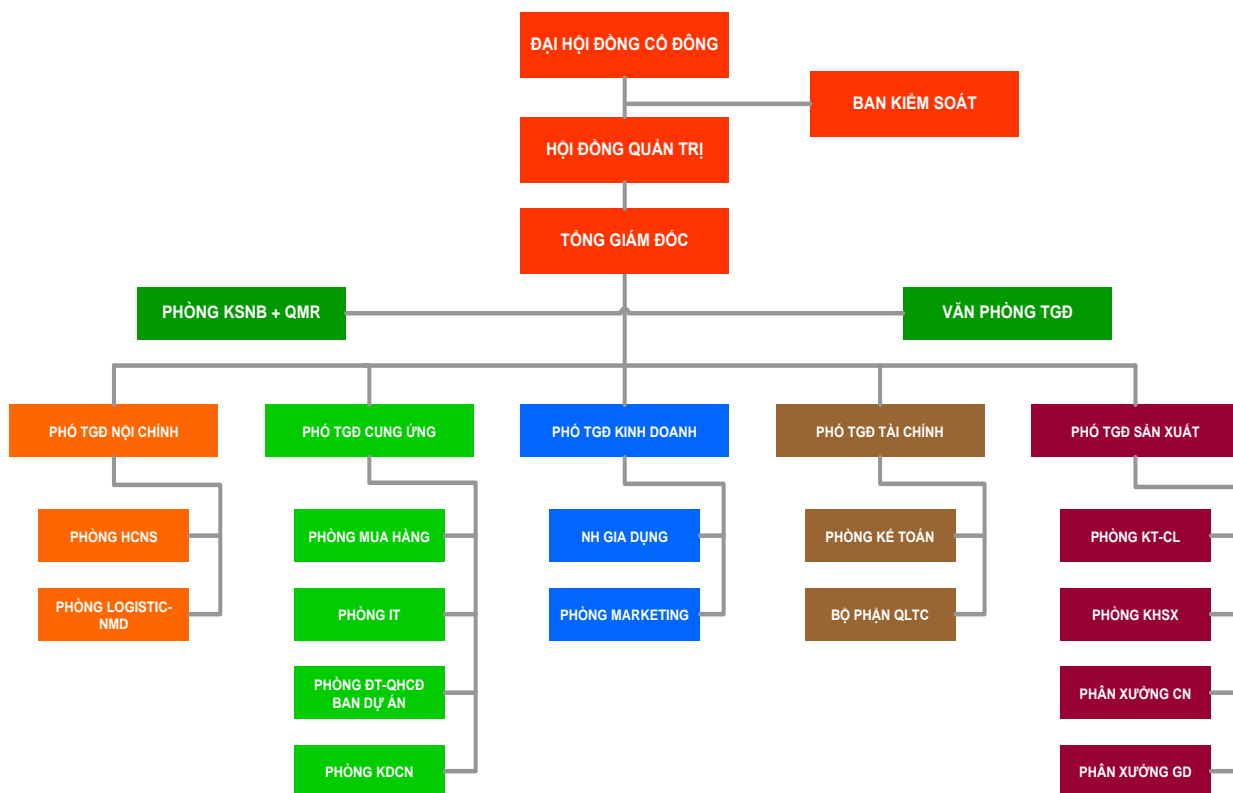 ĐẠI HỘI ĐỒNG CỔ ĐÔNG
BAN KIỂM SOÁT
HỘI ĐỒNG QUẢN TRỊ
TỔNG GIÁM ĐỐC
PHÒNG KSNB + QMR
VĂN PHÒNG TGĐ
PHÓ TGĐ NỘI CHÍNH
PHÓ TGĐ CUNG ỨNG
PHÓ TGĐ KINH DOANH
PHÓ TGĐ TÀI CHÍNH
PHÓ TGĐ SẢN XUẤT
PHÒNG HCNS
PHÒNG MUA HÀNG
NH GIA DỤNG
PHÒNG KẾ TOÁN
PHÒNG KT-CL
PHÒNG LOGISTIC-
NMD
PHÒNG IT
PHÒNG MARKETING
BỘ PHẬN QLTC
PHÒNG KHSX
PHÒNG ĐT-QHCĐ
BAN DỰ ÁN
PHÂN XƯỞNG CN
PHÒNG KDCN
PHÂN XƯỞNG GD